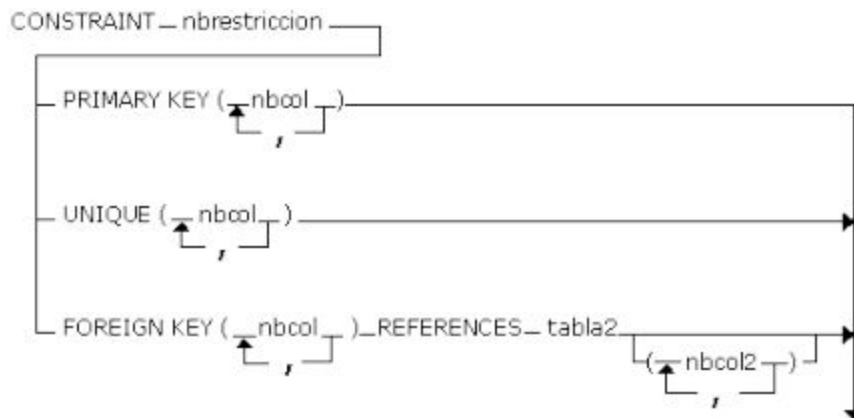 CONSTRAINT nbrestriccion
PRIMARY KEY ( nbcol )
,
UNIQUE ( nbcol )
,
FOREIGN KEY ( nbcol ) REFERENCES tabla2
( nbcol2 )
,
,